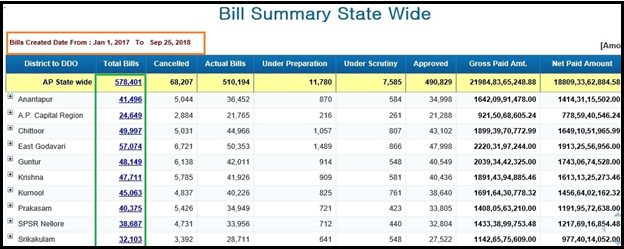 Bill Summary State Wide
Bills Created Date From : Jan 1, 2017 To Sep 25, 2018
[Amo
District to DDO Total Bills Cancelled Actual Bills Under Preparation Under Scrutiny Approved Gross Paid Amt. Net Paid Amount
AP State wide 578,401 68,207 510,194 11,780 7,585 490,829 21984,83,65,248.88 18809,33,62,884.58
Anantapur 41,496 5,044 36,452 870 584 34,998 1642,09,91,478.00 1414,31,15,502.00
A.P. Capital Region 24,649 2,884 21,765 216 261 21,288 921,50,68,605.24 778,59,40,546.24
Chittoor 49,997 5,031 44,966 1,057 807 43,102 1899,39,70,772.99 1649,10,51,965.99
East Godavari 57,074 6,721 50,353 1,489 866 47,998 2220,31,97,244.00 1913,25,56,956.00
Guntur 48,149 6,138 42,011 914 548 40,549 2039,34,42,325.00 1743,06,74,528.00
Krishna 47,711 5,785 41,926 909 581 40,436 1891,43,94,885.46 1613,13,25,273.46
Kurnool 45,063 4,837 40,226 825 761 38,640 1691,64,30,778.32 1456,64,02,163.32
Prakasam 40,375 5,426 34,949 721 423 33,805 1408,05,63,210.00 1191,95,72,638.00
SPSR Nellore 38,687 4,731 33,956 712 440 32,804 1433,38,99,753.48 1217,69,16,854.48
Srikakulam 32,103 3,392 28,711 641 548 27,522 1142,65,75,609.00 977,40,14,052.00